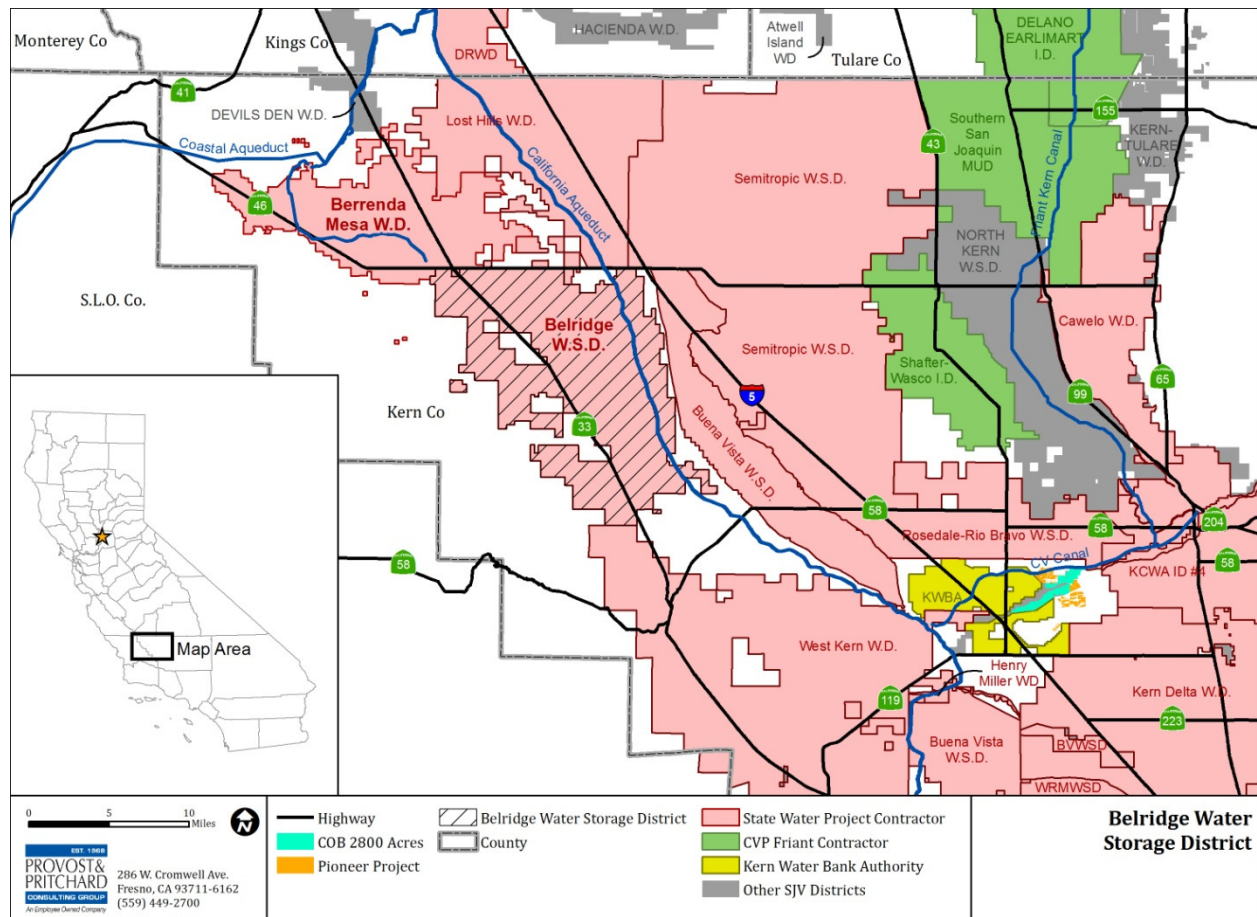 Monterey Co
Kings Co
HACIENDA W.D.
Atwell
Island
WD
Tulare Co
DELANO
EARLIMART
I.D.
DRWD
41
DEVILS DEN W.D.
Lost Hills W.D.
Coastal Aqueduct
California Aqueduct
Southern
San
Joaquin
MUD
43
155
KERN-
TULARE
W.D.
Friant Kern Canal
Semitropic W.S.D.
46
Berrenda
Mesa W.D.
NORTH
KERN
W.S.D.
S.L.O. Co.
Belridge
W.S.D.
Semitropic W.S.D.
Cawelo W.D.
Shafter-
Wasco I.D.
5
99
65
Kern Co
33
Buena Vista W.S.D.
58
Rosedale-Rio Bravo W.S.D.
58
204
58
58
CV Canal
KCWA ID #4
KWBA
West Kern W.D.
Henry
Miller WD
119
Kern Delta W.D.
223
Buena Vista
W.S.D.
BVWSD
WRMWSD
Map Area
0 5 10
Miles
N
EST. 1968
PROVOST&
PRITCHARD
CONSULTING GROUP
An Employee Owned Company
286 W. Cromwell Ave.
Fresno, CA 93711-6162
(559) 449-2700
Highway
COB 2800 Acres
Pioneer Project
Belridge Water Storage District
County
State Water Project Contractor
CVP Friant Contractor
Kern Water Bank Authority
Other SJV Districts
Belridge Water
Storage District